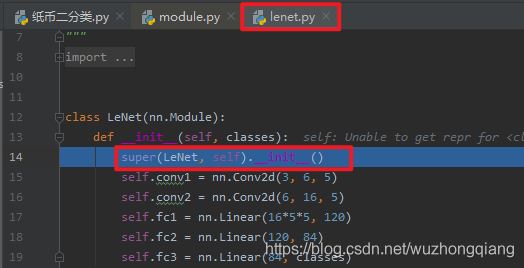 纸币二分类.py module.py lenet.py
7 """
8 import ...
10
11
12 class LeNet(nn.Module):
13 def __init__(self, classes): self: Unable to get repr for <cl
14 super(LeNet, self).__init__()
15 self.conv1 = nn.Conv2d(3, 6, 5)
16 self.conv2 = nn.Conv2d(6, 16, 5)
17 self.fc1 = nn.Linear(16*5*5, 120)
18 self.fc2 = nn.Linear(120, 84)
19 self.fc3 = nn.Linear(84, classes)
https://blog.csdn.net/wuzhongqiang